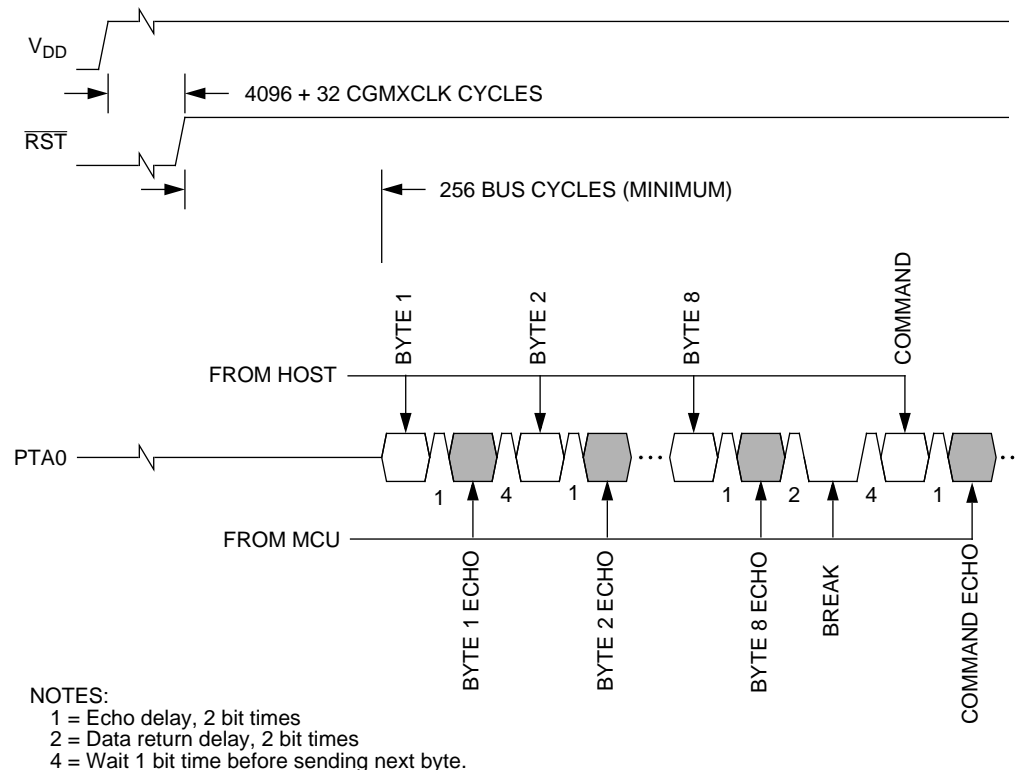 VDD
4096 + 32 CGMXCLK CYCLES
RST
256 BUS CYCLES (MINIMUM)
BYTE 1
BYTE 2
BYTE 8
COMMAND
FROM HOST
PTA0
1
4
1
1
2
4
1
FROM MCU
BYTE 1 ECHO
BYTE 2 ECHO
BYTE 8 ECHO
BREAK
COMMAND ECHO
NOTES:
1 = Echo delay, 2 bit times
2 = Data return delay, 2 bit times
4 = Wait 1 bit time before sending next byte.